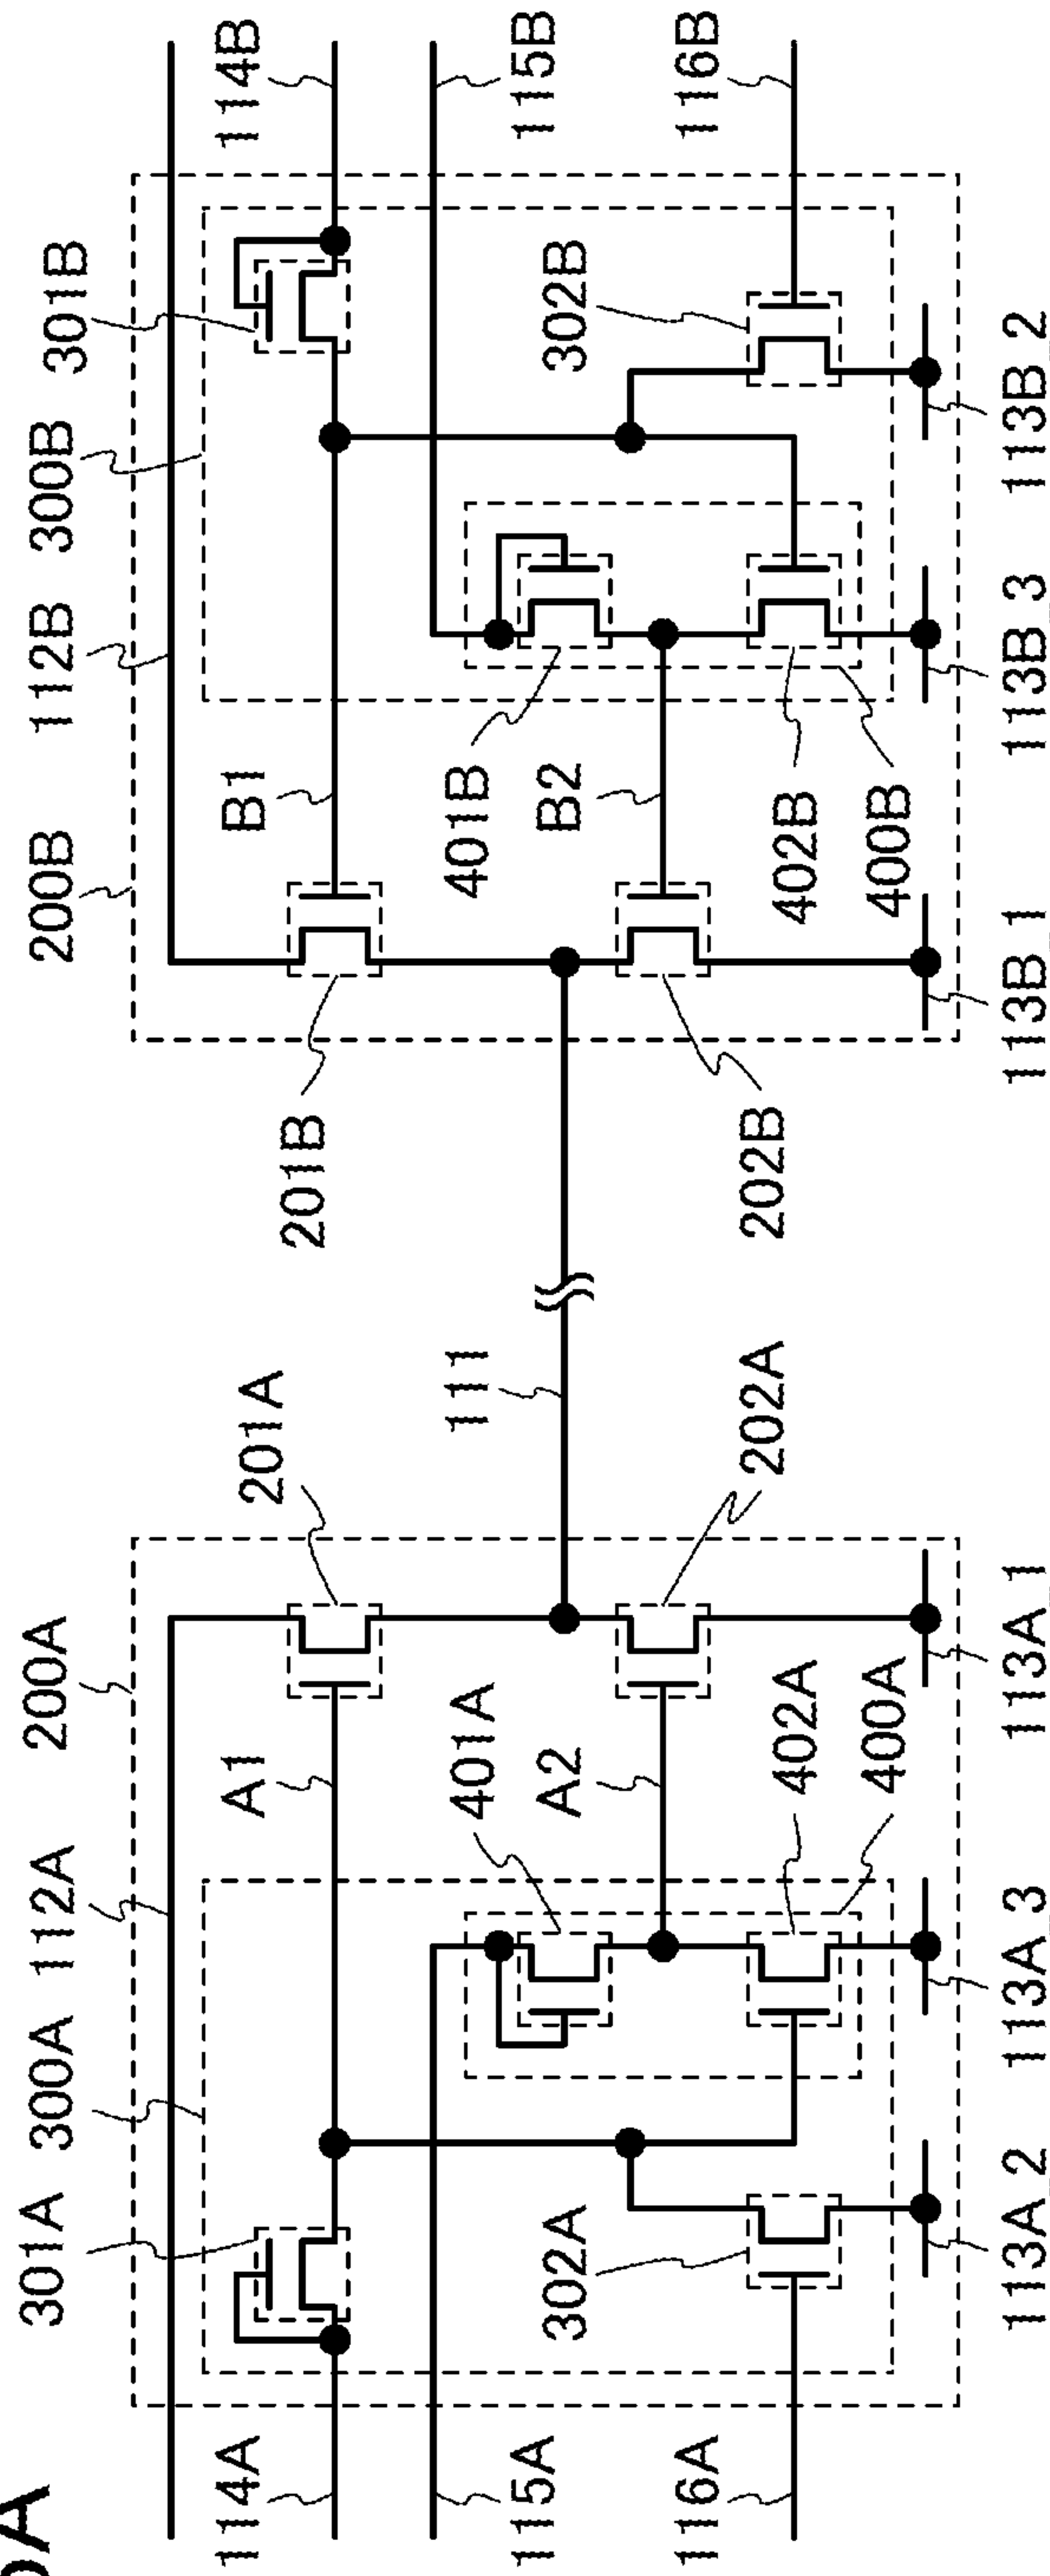 301A 300A 112A 200A 200B 112B 300B 301B
114A A1 201A 201B B1 114B
401A 111 401B
115A 302A A2 B2 302B 115B
116A 402A 202A 202B 402B 116B
400A 400B
113A_2 113A_3 113A_1 113B_1 113B_3 113B_2